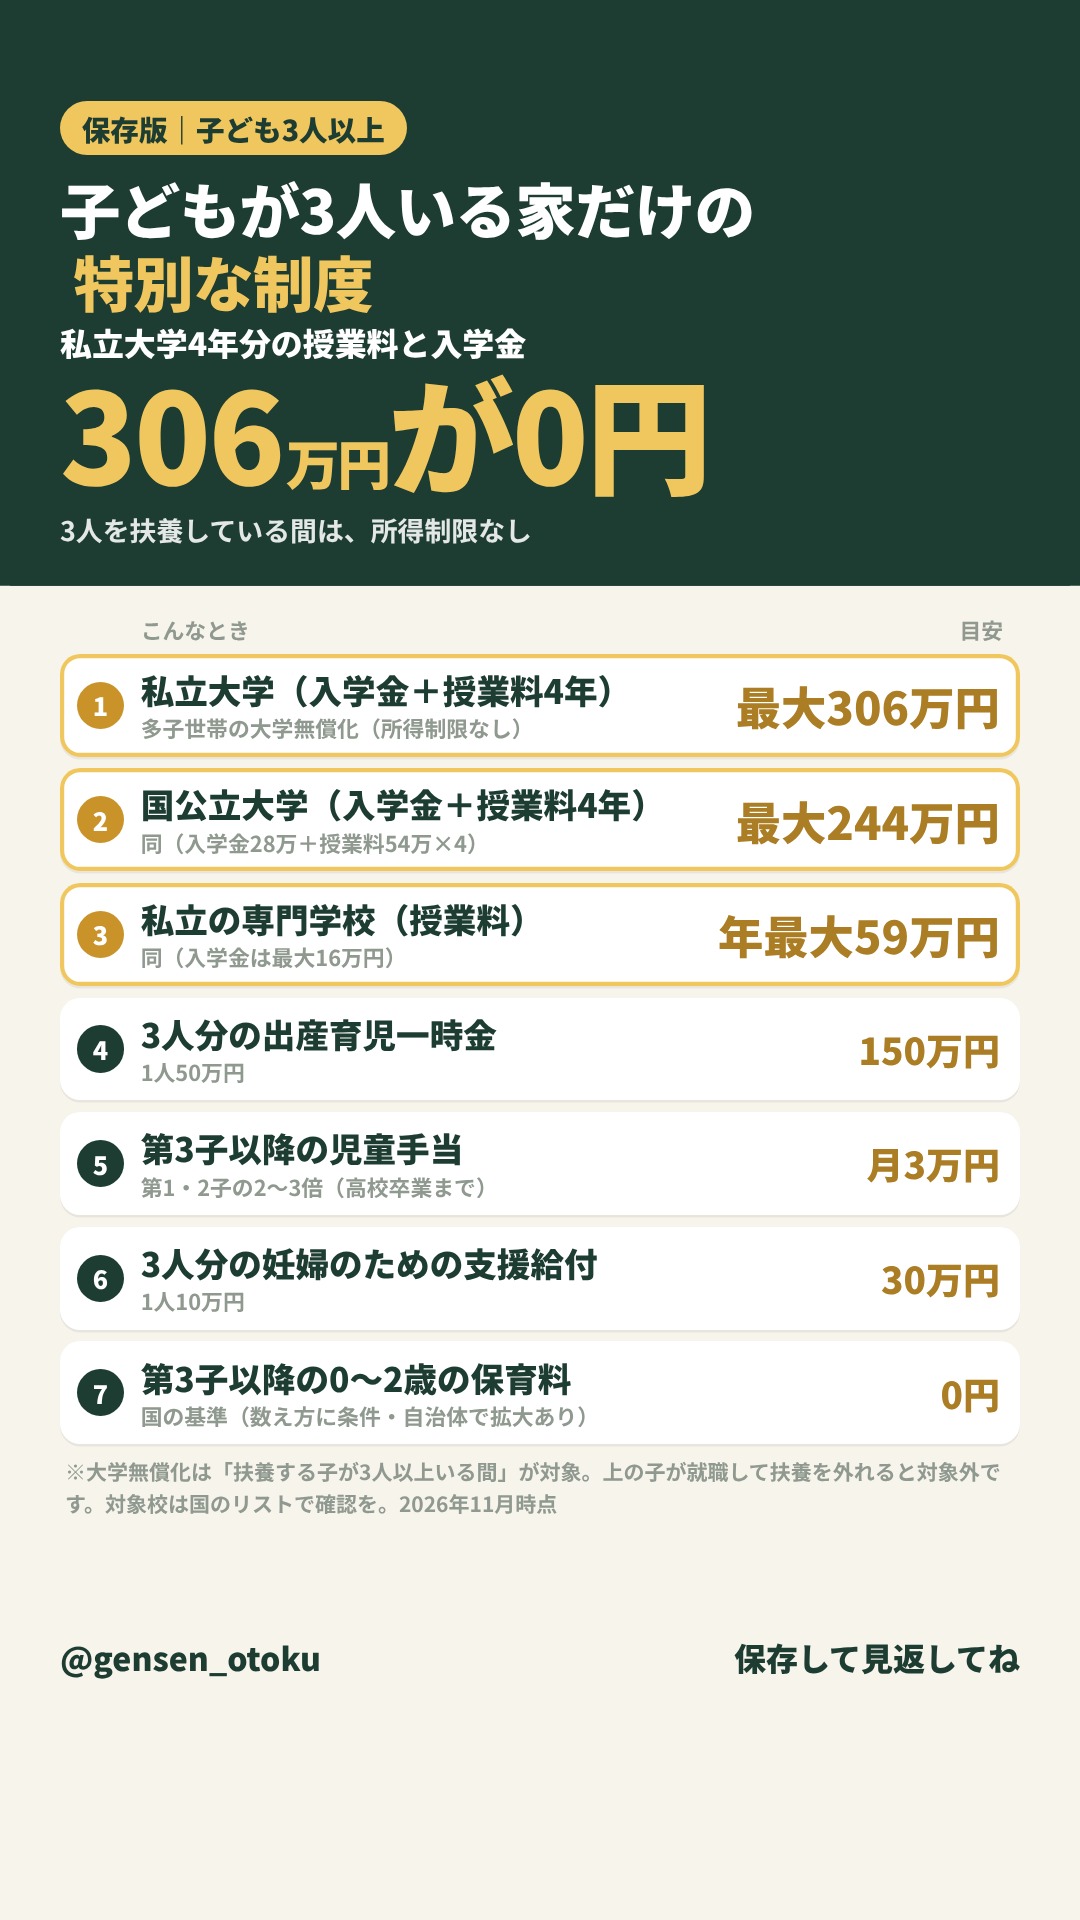 保存版｜子ども3人以上
子どもが3人いる家だけの
特別な制度
私立大学4年分の授業料と入学金
306万円が0円
3人を扶養している間は、所得制限なし
こんなとき 目安
1 私立大学（入学金＋授業料4年） 最大306万円
多子世帯の大学無償化（所得制限なし）
2 国公立大学（入学金＋授業料4年） 最大244万円
同（入学金28万＋授業料54万×4）
3 私立の専門学校（授業料） 年最大59万円
同（入学金は最大16万円）
4 3人分の出産育児一時金 150万円
1人50万円
5 第3子以降の児童手当 月3万円
第1・2子の2〜3倍（高校卒業まで）
6 3人分の妊婦のための支援給付 30万円
1人10万円
7 第3子以降の0〜2歳の保育料 0円
国の基準（数え方に条件・自治体で拡大あり）
※大学無償化は「扶養する子が3人以上いる間」が対象。上の子が就職して扶養を外れると対象外で
す。対象校は国のリストで確認を。2026年11月時点
@gensen_otoku 保存して見返してね